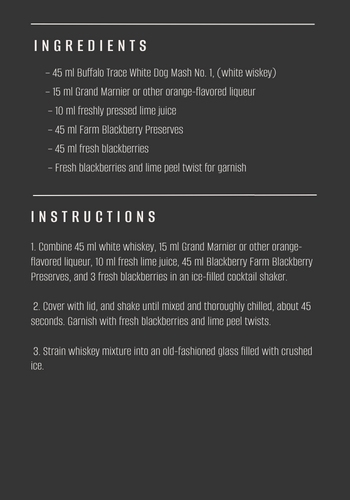 INGREDIENTS
– 45 ml Buffalo Trace White Dog Mash No. 1, (white wiskey)
– 15 ml Grand Marnier or other orange-flavored liqueur
– 10 ml freshly pressed lime juice
– 45 ml Farm Blackberry Preserves
– 45 ml fresh blackberries
– Fresh blackberries and lime peel twist for garnish
INSTRUCTIONS
1. Combine 45 ml white whiskey, 15 ml Grand Marnier or other orange-
flavored liqueur, 10 ml fresh lime juice, 45 ml Blackberry Farm Blackberry
Preserves, and 3 fresh blackberries in an ice-filled cocktail shaker.
2. Cover with lid, and shake until mixed and thoroughly chilled, about 45
seconds. Garnish with fresh blackberries and lime peel twists.
3. Strain whiskey mixture into an old-fashioned glass filled with crushed
ice.